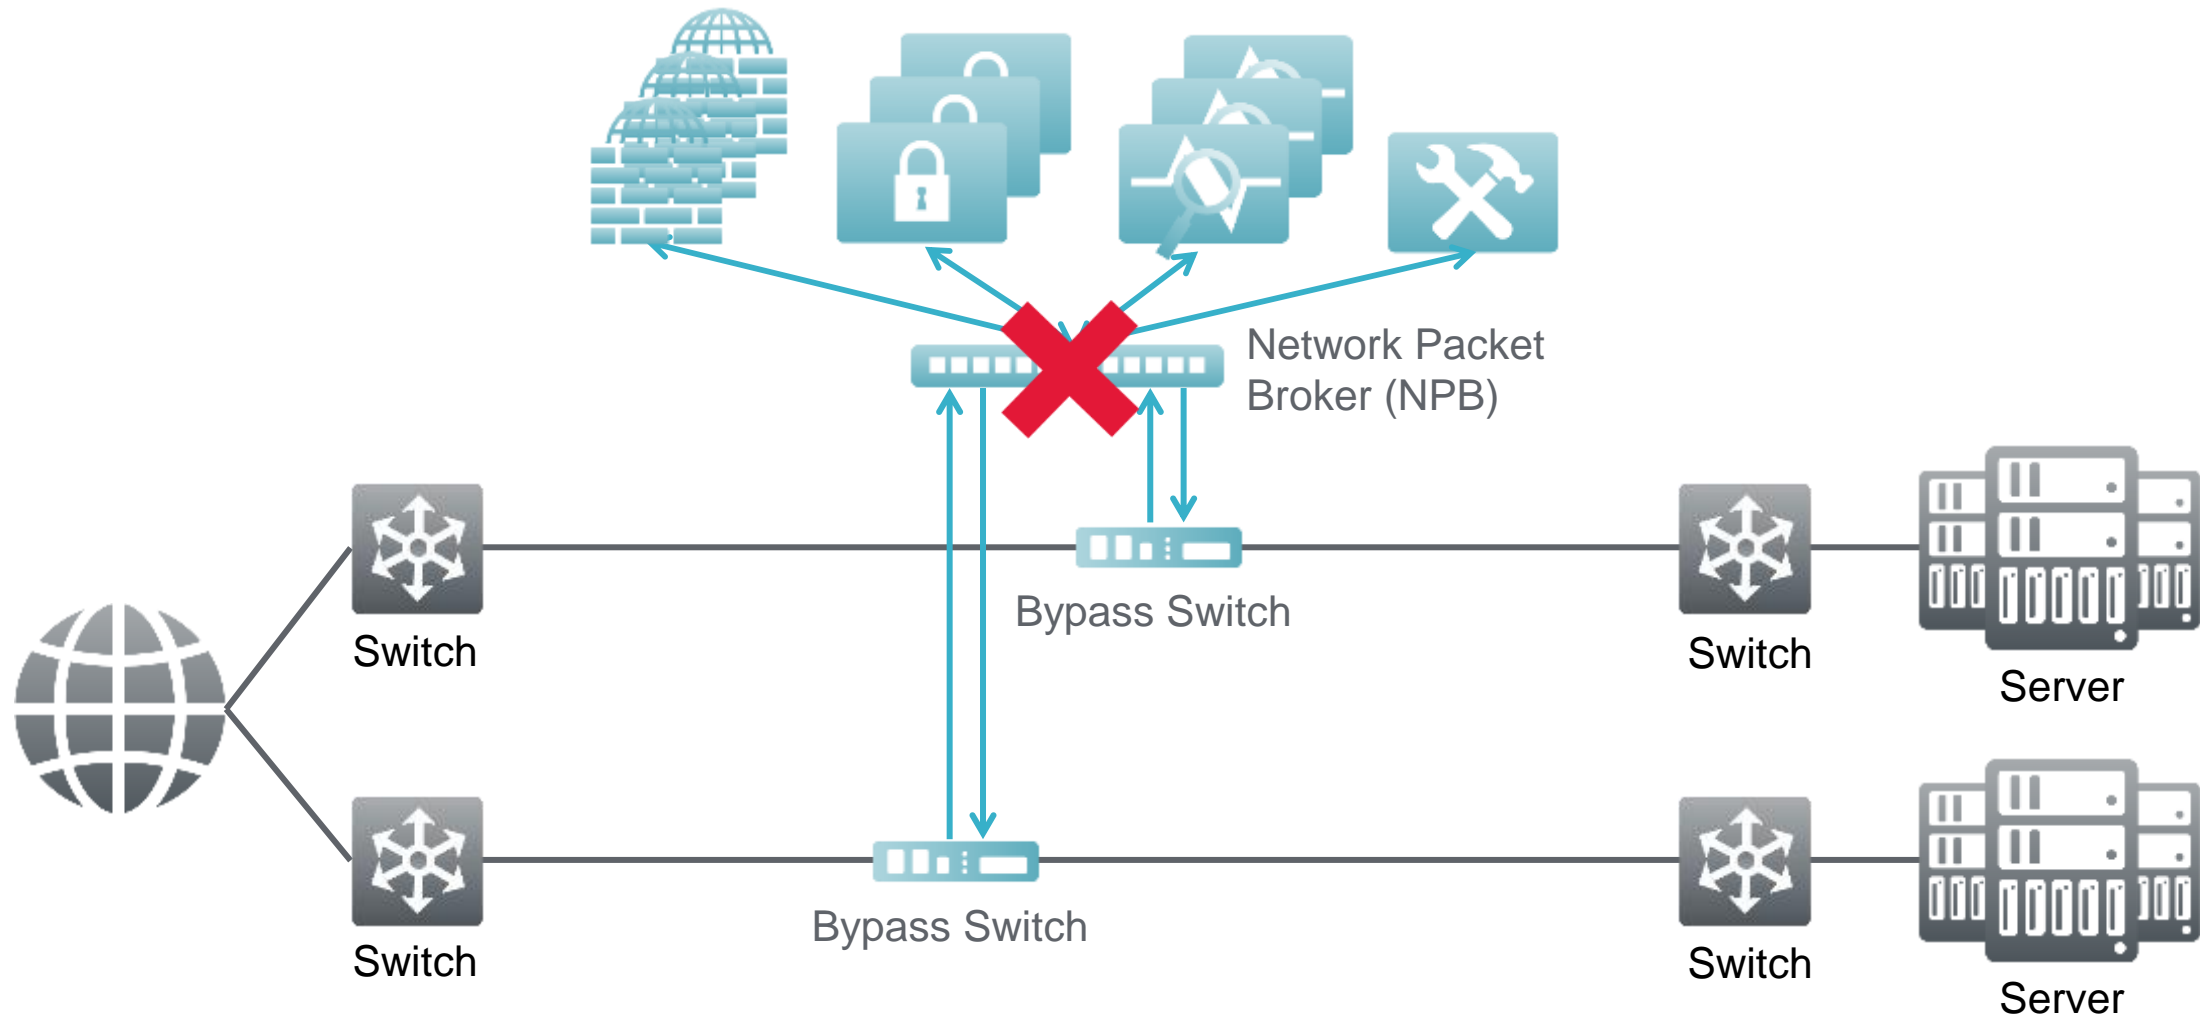 Network Packet
Broker (NPB)
Bypass Switch
Switch
Switch
Server
Bypass Switch
Switch
Switch
Server